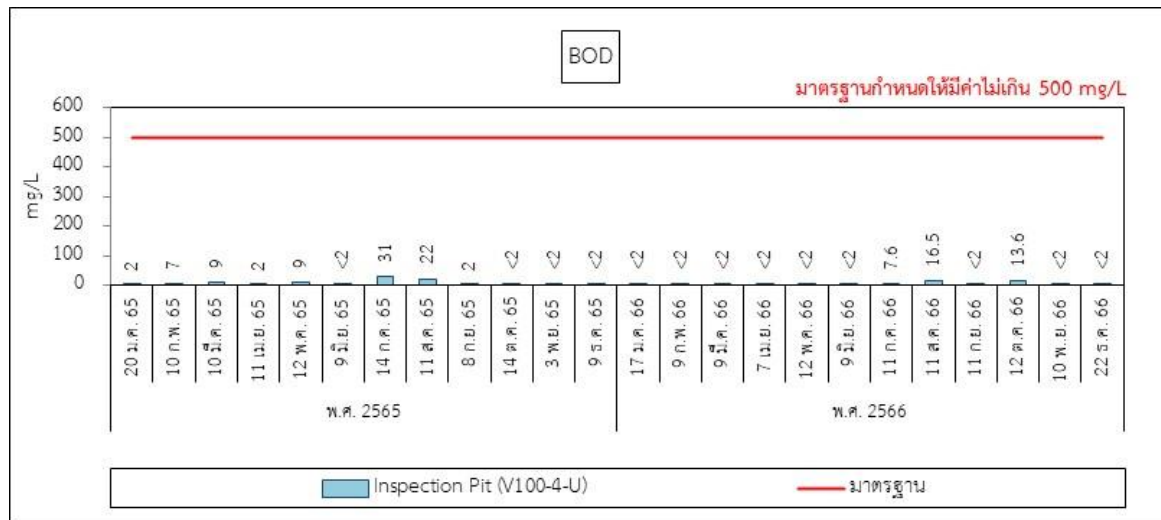 BOD
มาตรฐานกำหนดให้มีค่าไม่เกิน 500 mg/L
mg/L
600
500
400
300
200
100
0
2
7
9
2
9
<2
31
22
2
<2
<2
<2
<2
<2
<2
<2
<2
<2
7.6
16.5
<2
13.6
<2
<2
20 ม.ค. 65
10 ก.พ. 65
10 มี.ค. 65
11 เม.ย. 65
12 พ.ค. 65
9 มิ.ย. 65
14 ก.ค. 65
11 ส.ค. 65
8 ก.ย. 65
14 ต.ค. 65
3 พ.ย. 65
9 ธ.ค. 65
17 ม.ค. 66
9 ก.พ. 66
9 มี.ค. 66
7 เม.ย. 66
12 พ.ค. 66
9 มิ.ย. 66
11 ก.ค. 66
11 ส.ค. 66
11 ก.ย. 66
12 ต.ค. 66
10 พ.ย. 66
22 ธ.ค. 66
พ.ศ. 2565
พ.ศ. 2566
Inspection Pit (V100-4-U)
มาตรฐาน